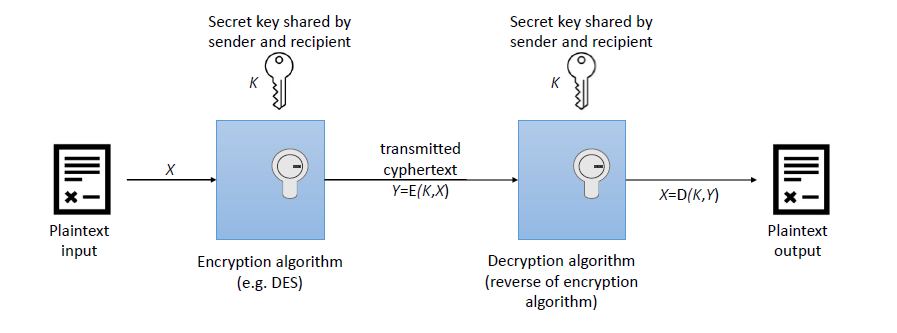 Secret key shared by
sender and recipient
K
Secret key shared by
sender and recipient
K
X
transmitted
cyphertext
Y=E(K,X)
X=D(K,Y)
Plaintext
input
Encryption algorithm
(e.g. DES)
Decryption algorithm
(reverse of encryption
algorithm)
Plaintext
output